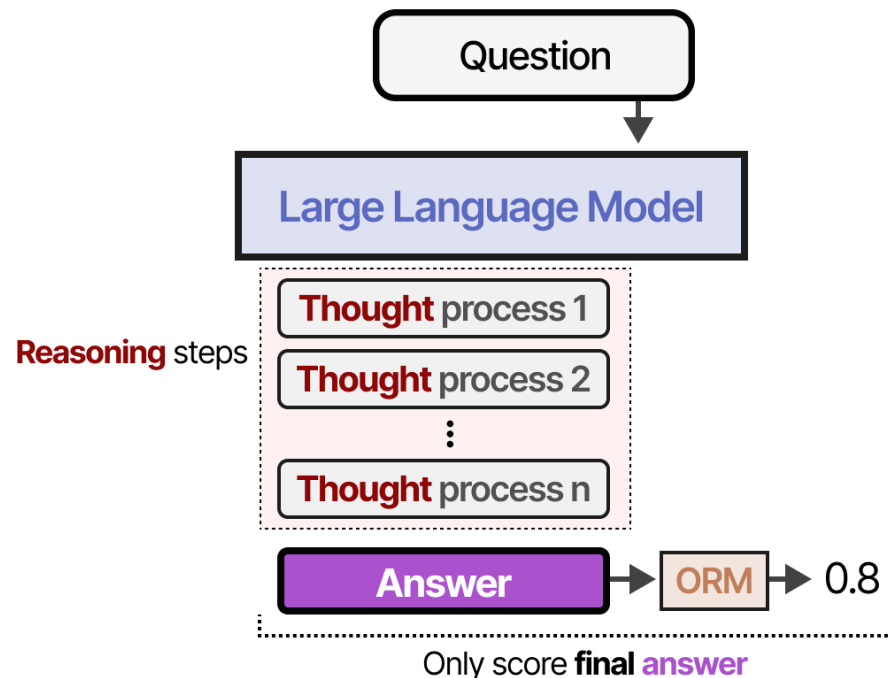 Question
Large Language Model
Thought process 1
Reasoning steps
Thought process 2
Thought process n
Answer
ORM
0.8
Only score final answer